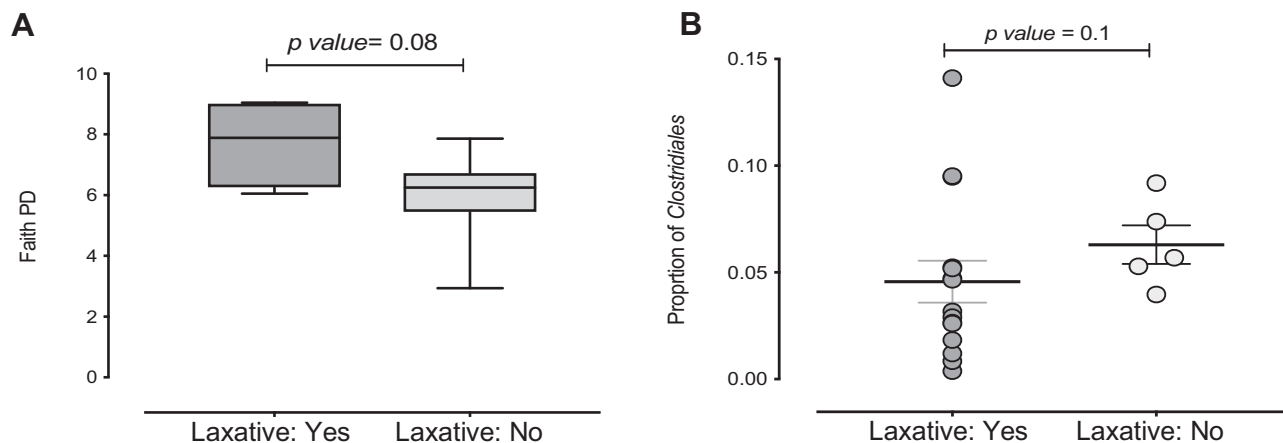 A
p value= 0.08
Faith PD
10
8
6
4
2
0
Laxative: Yes
Laxative: No
B
p value = 0.1
Proprtion of Clostridiales
0.15
0.10
0.05
0.00
Laxative: Yes
Laxative: No